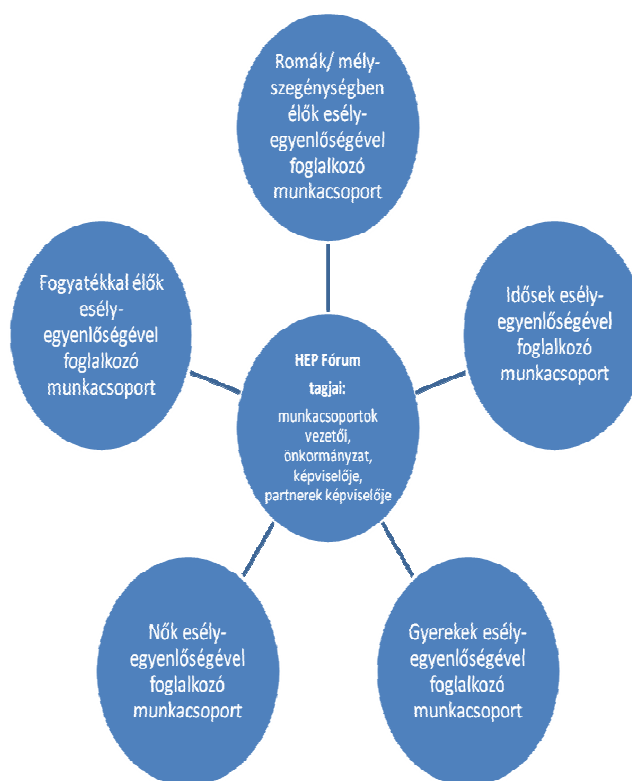 Romák/ mély-
szegénységben
élők esély-
egyenlőségével
foglalkozó
munkacsoport
Fogyatékkal élők
esély-
egyenlőségével
foglalkozó
munkacsoport
Idősek esély-
egyenlőségével
foglalkozó
munkacsoport
HEP Fórum
tagjai:
munkacsoportok
vezetői,
önkormányzat,
képviselője,
partnerek képviselője
Nők esély-
egyenlőségével
foglalkozó
munkacsoport
Gyerekek esély-
egyenlőségével
foglalkozó
munkacsoport